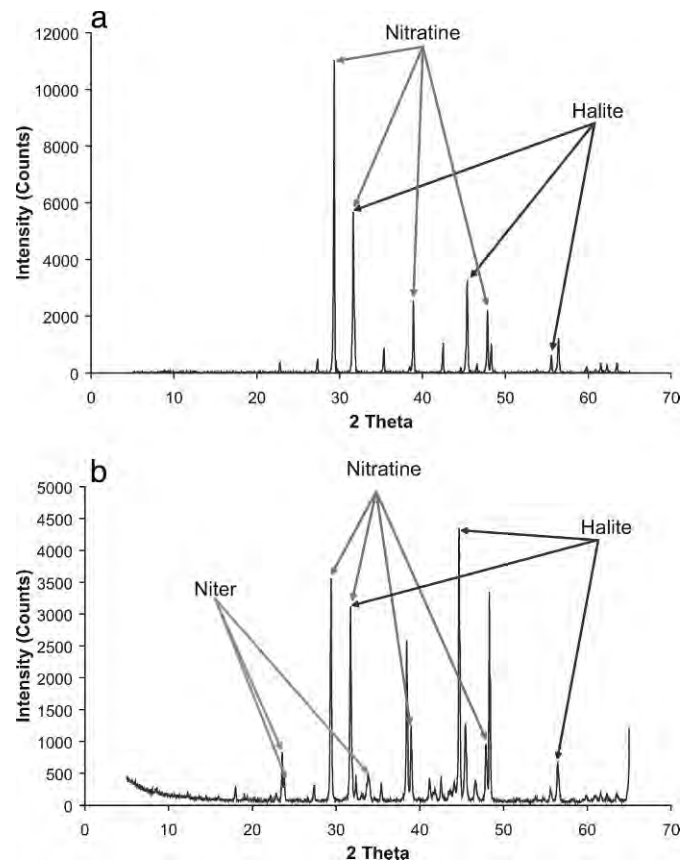 a
Nitratine
Halite
Intensity (Counts)
12000
10000
8000
6000
4000
2000
0
0 10 20 30 40 50 60 70
2 Theta
b
Nitratine
Halite
Niter
Intensity (Counts)
5000
4500
4000
3500
3000
2500
2000
1500
1000
500
0
0 10 20 30 40 50 60 70
2 Theta